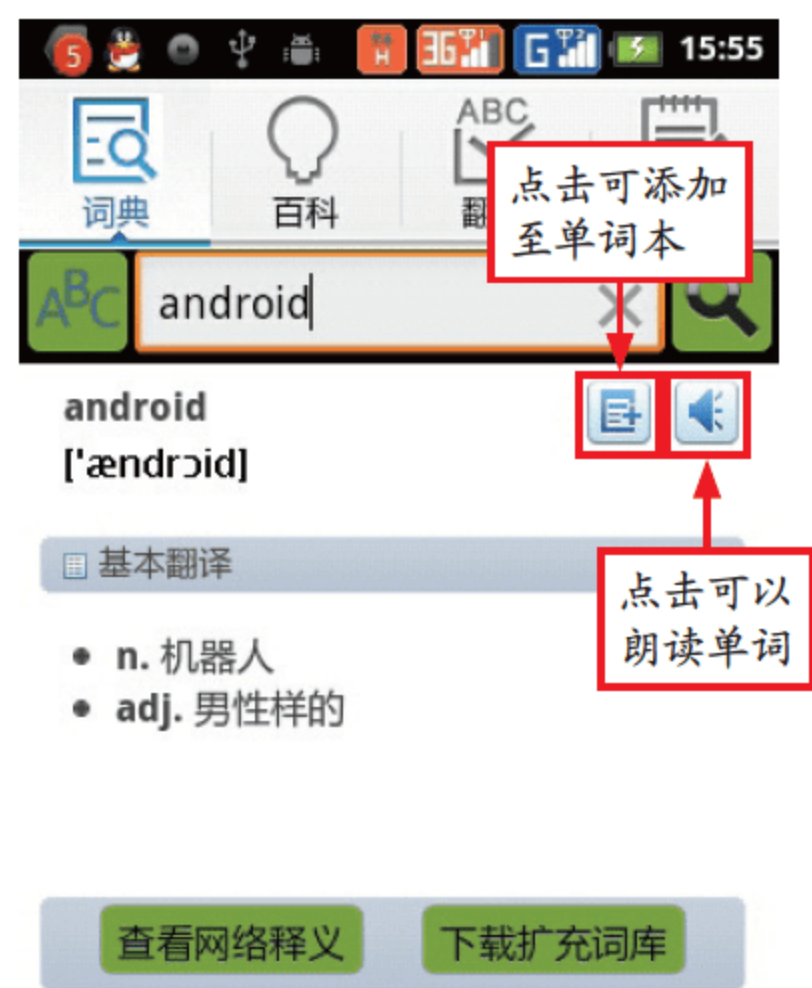 5
H
3G 1
G 2
15:55
ABC
词典
百科
翻
点击可添加
至单词本
ABC
android
android
['ændrɔid]
基本翻译
n. 机器人
adj. 男性样的
点击可以
朗读单词
查看网络释义
下载扩充词库